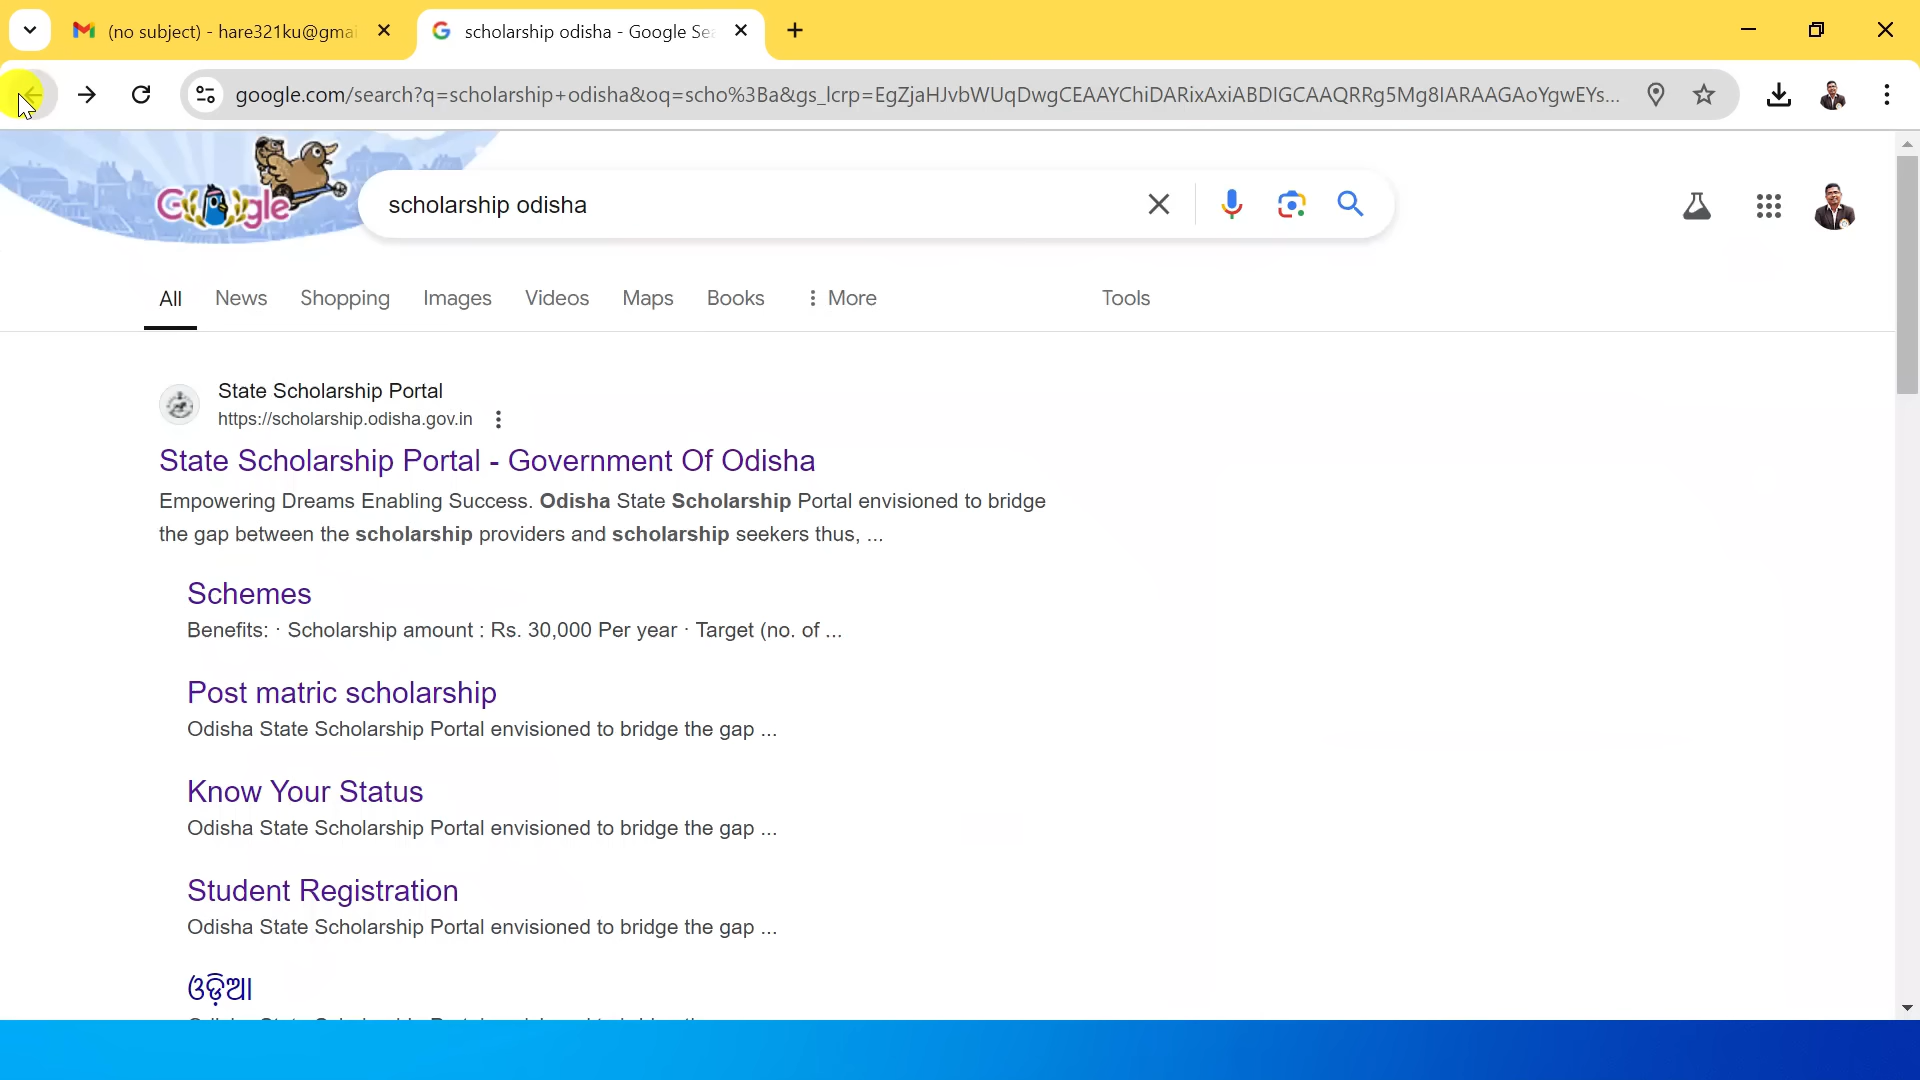 (no subject) - hare321ku@gmai
scholarship odisha - Google Sea
google.com/search?q=scholarship+odisha&oq=scho%3Ba&gs_lcrp=EgZjaHJvbWUqDwgCEAAYChiDARixAxiABDIGCAAQRRg5Mg8IARAAGAoYgwEYs...
Google
scholarship odisha
All News Shopping Images Videos Maps Books More Tools
State Scholarship Portal
https://scholarship.odisha.gov.in
State Scholarship Portal - Government Of Odisha
Empowering Dreams Enabling Success. Odisha State Scholarship Portal envisioned to bridge
the gap between the scholarship providers and scholarship seekers thus, ...
Schemes
Benefits: · Scholarship amount : Rs. 30,000 Per year · Target (no. of ...
Post matric scholarship
Odisha State Scholarship Portal envisioned to bridge the gap ...
Know Your Status
Odisha State Scholarship Portal envisioned to bridge the gap ...
Student Registration
Odisha State Scholarship Portal envisioned to bridge the gap ...
ଓଡ଼ିଆ